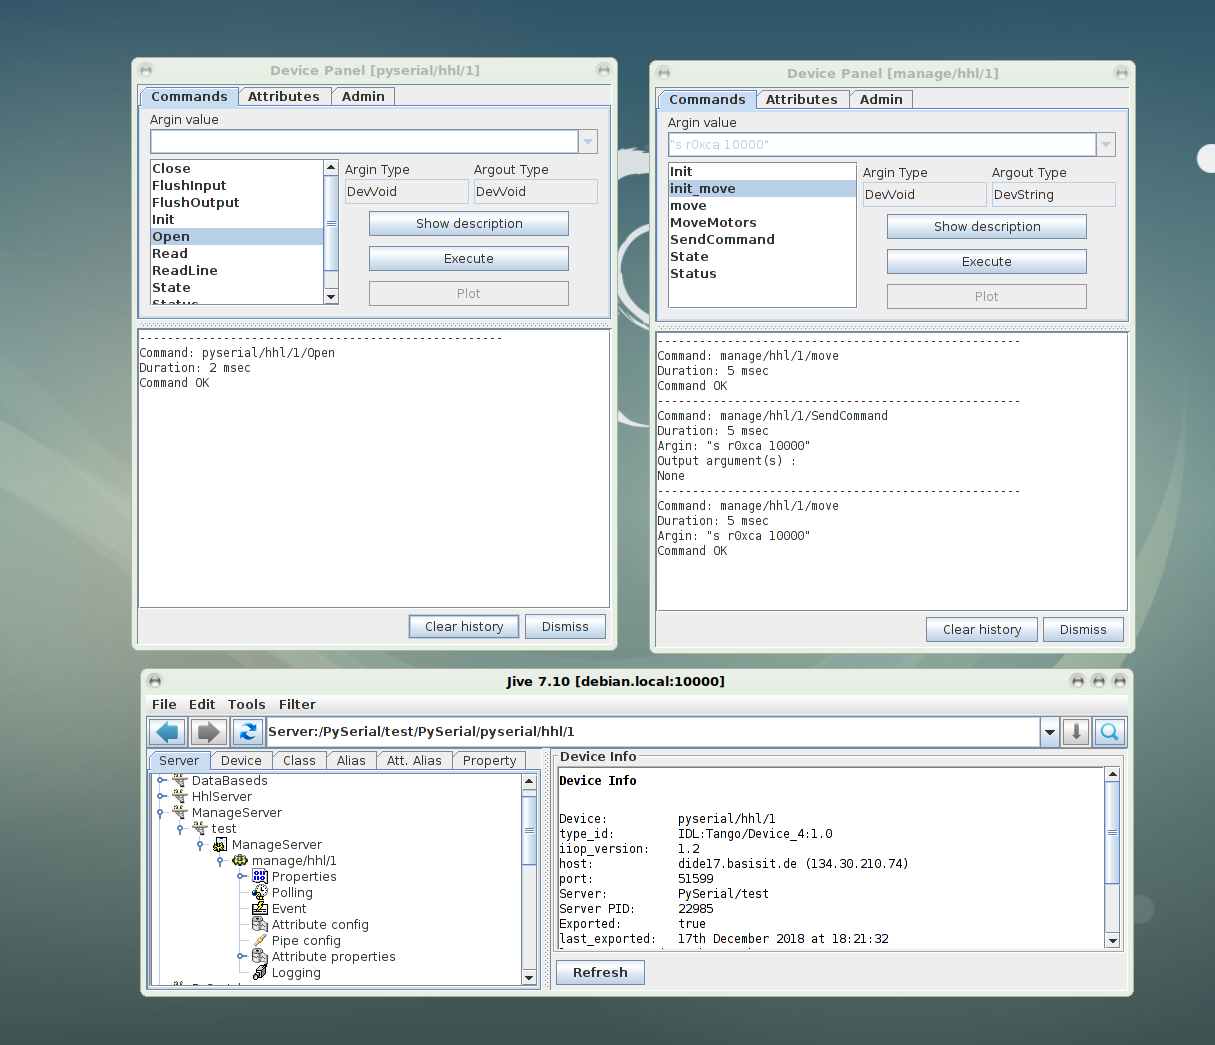 Device Panel [pyserial/hhl/1]
Commands Attributes Admin
Argin value
Close
FlushInput
FlushOutput
Init
Open
Read
ReadLine
State
Status
Argin Type Argout Type
DevVoid DevVoid
Show description
Execute
Plot
------------------------------------------------
Command: pyserial/hhl/1/Open
Duration: 2 msec
Command OK
Clear history Dismiss
Device Panel [manage/hhl/1]
Commands Attributes Admin
Argin value
"s r0xca 10000"
Init
init_move
move
MoveMotors
SendCommand
State
Status
Argin Type Argout Type
DevVoid DevString
Show description
Execute
Plot
------------------------------------------------
Command: manage/hhl/1/move
Duration: 5 msec
Command OK
------------------------------------------------
Command: manage/hhl/1/SendCommand
Duration: 5 msec
Argin: "s r0xca 10000"
Output argument(s) :
None
------------------------------------------------
Command: manage/hhl/1/move
Duration: 5 msec
Argin: "s r0xca 10000"
Command OK
Clear history Dismiss
Jive 7.10 [debian.local:10000]
File Edit Tools Filter
Server:/PySerial/test/PySerial/pyserial/hhl/1
Server Device Class Alias Att. Alias Property
DataBaseds
HhlServer
ManageServer
test
ManageServer
manage/hhl/1
Properties
Polling
Event
Attribute config
Pipe config
Attribute properties
Logging
Device Info
Device Info
Device: pyserial/hhl/1
type_id: IDL:Tango/Device_4:1.0
iiop_version: 1.2
host: dide17.basisit.de (134.30.210.74)
port: 51599
Server: PySerial/test
Server PID: 22985
Exported: true
last_exported: 17th December 2018 at 18:21:32
Refresh